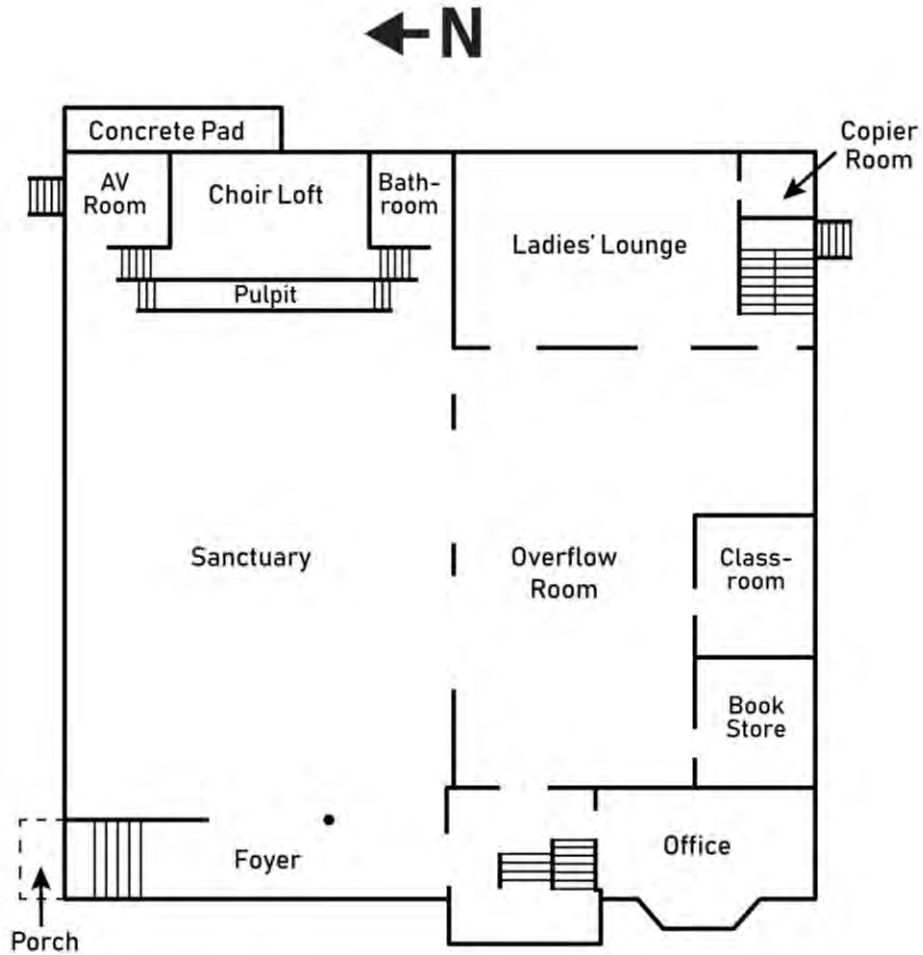 N
Concrete Pad
Copier
Room
AV
Room
Choir Loft
Bath-
room
Ladies' Lounge
Pulpit
Sanctuary
Overflow
Room
Class-
room
Book
Store
Office
Foyer
Porch